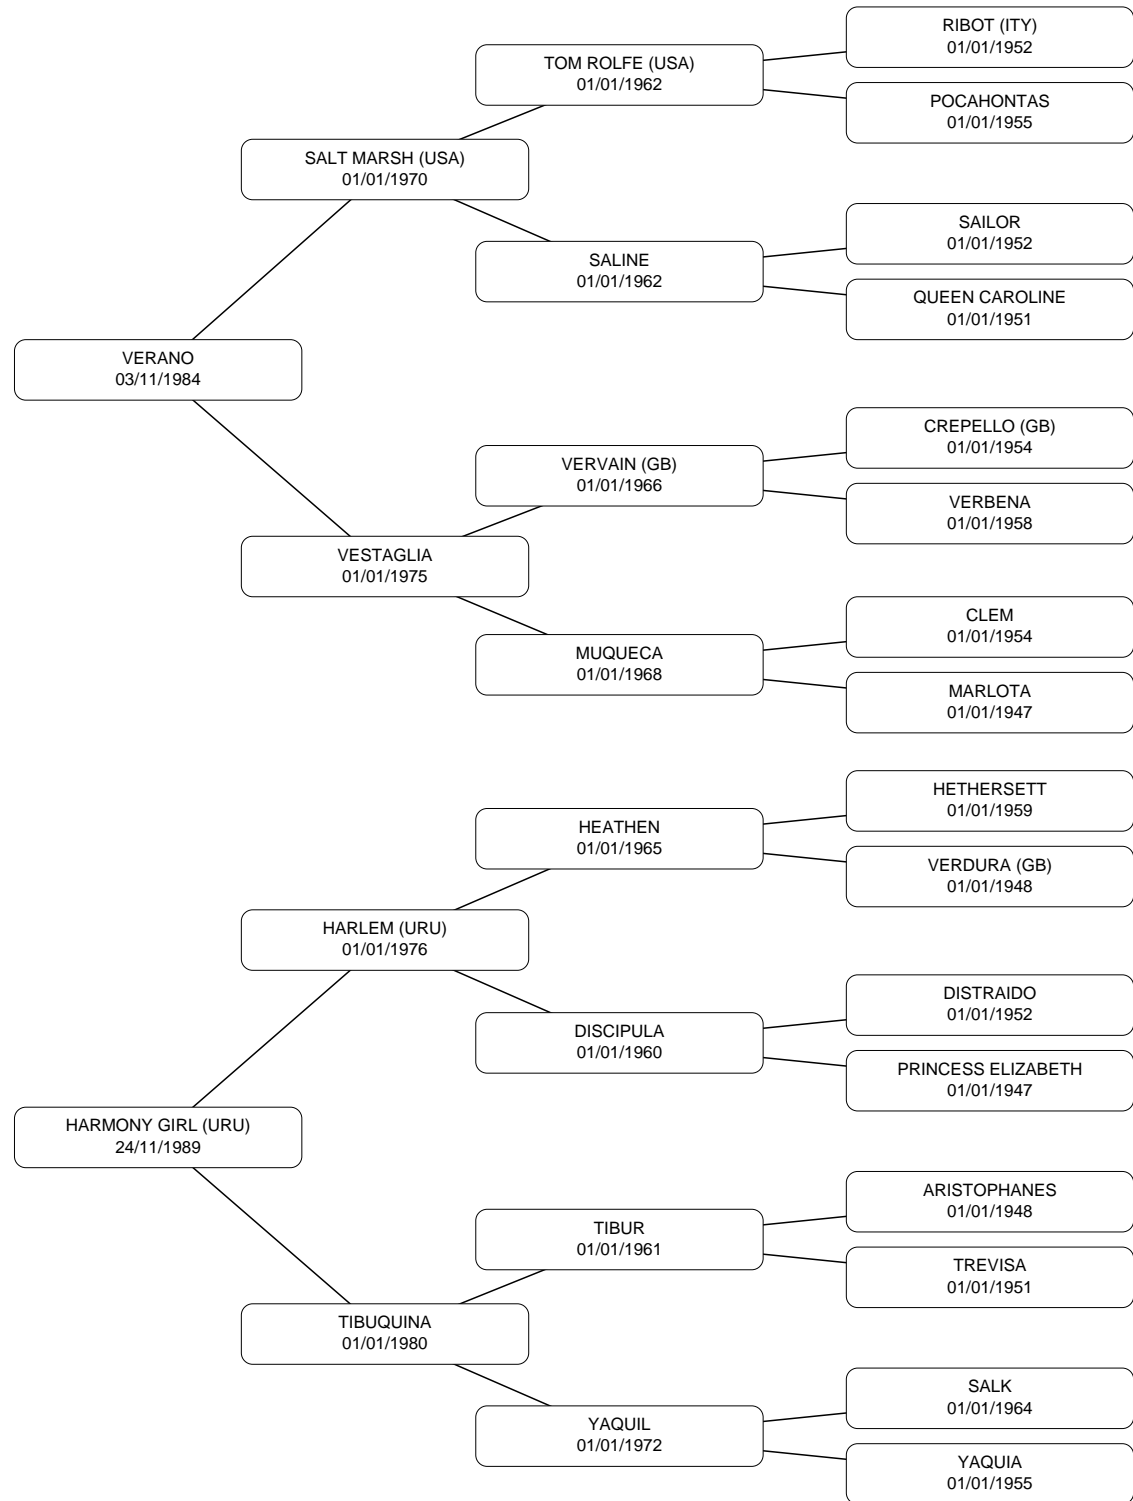 RIBOT (ITY)
01/01/1952
TOM ROLFE (USA)
01/01/1962
POCAHONTAS
01/01/1955
SALT MARSH (USA)
01/01/1970
SAILOR
01/01/1952
SALINE
01/01/1962
QUEEN CAROLINE
01/01/1951
VERANO
03/11/1984
CREPELLO (GB)
01/01/1954
VERVAIN (GB)
01/01/1966
VERBENA
01/01/1958
VESTAGLIA
01/01/1975
CLEM
01/01/1954
MUQUECA
01/01/1968
MARLOTA
01/01/1947
HETHERSETT
01/01/1959
HEATHEN
01/01/1965
VERDURA (GB)
01/01/1948
HARLEM (URU)
01/01/1976
DISTRAIDO
01/01/1952
DISCIPULA
01/01/1960
PRINCESS ELIZABETH
01/01/1947
HARMONY GIRL (URU)
24/11/1989
ARISTOPHANES
01/01/1948
TIBUR
01/01/1961
TREVISA
01/01/1951
TIBUQUINA
01/01/1980
SALK
01/01/1964
YAQUIL
01/01/1972
YAQUIA
01/01/1955